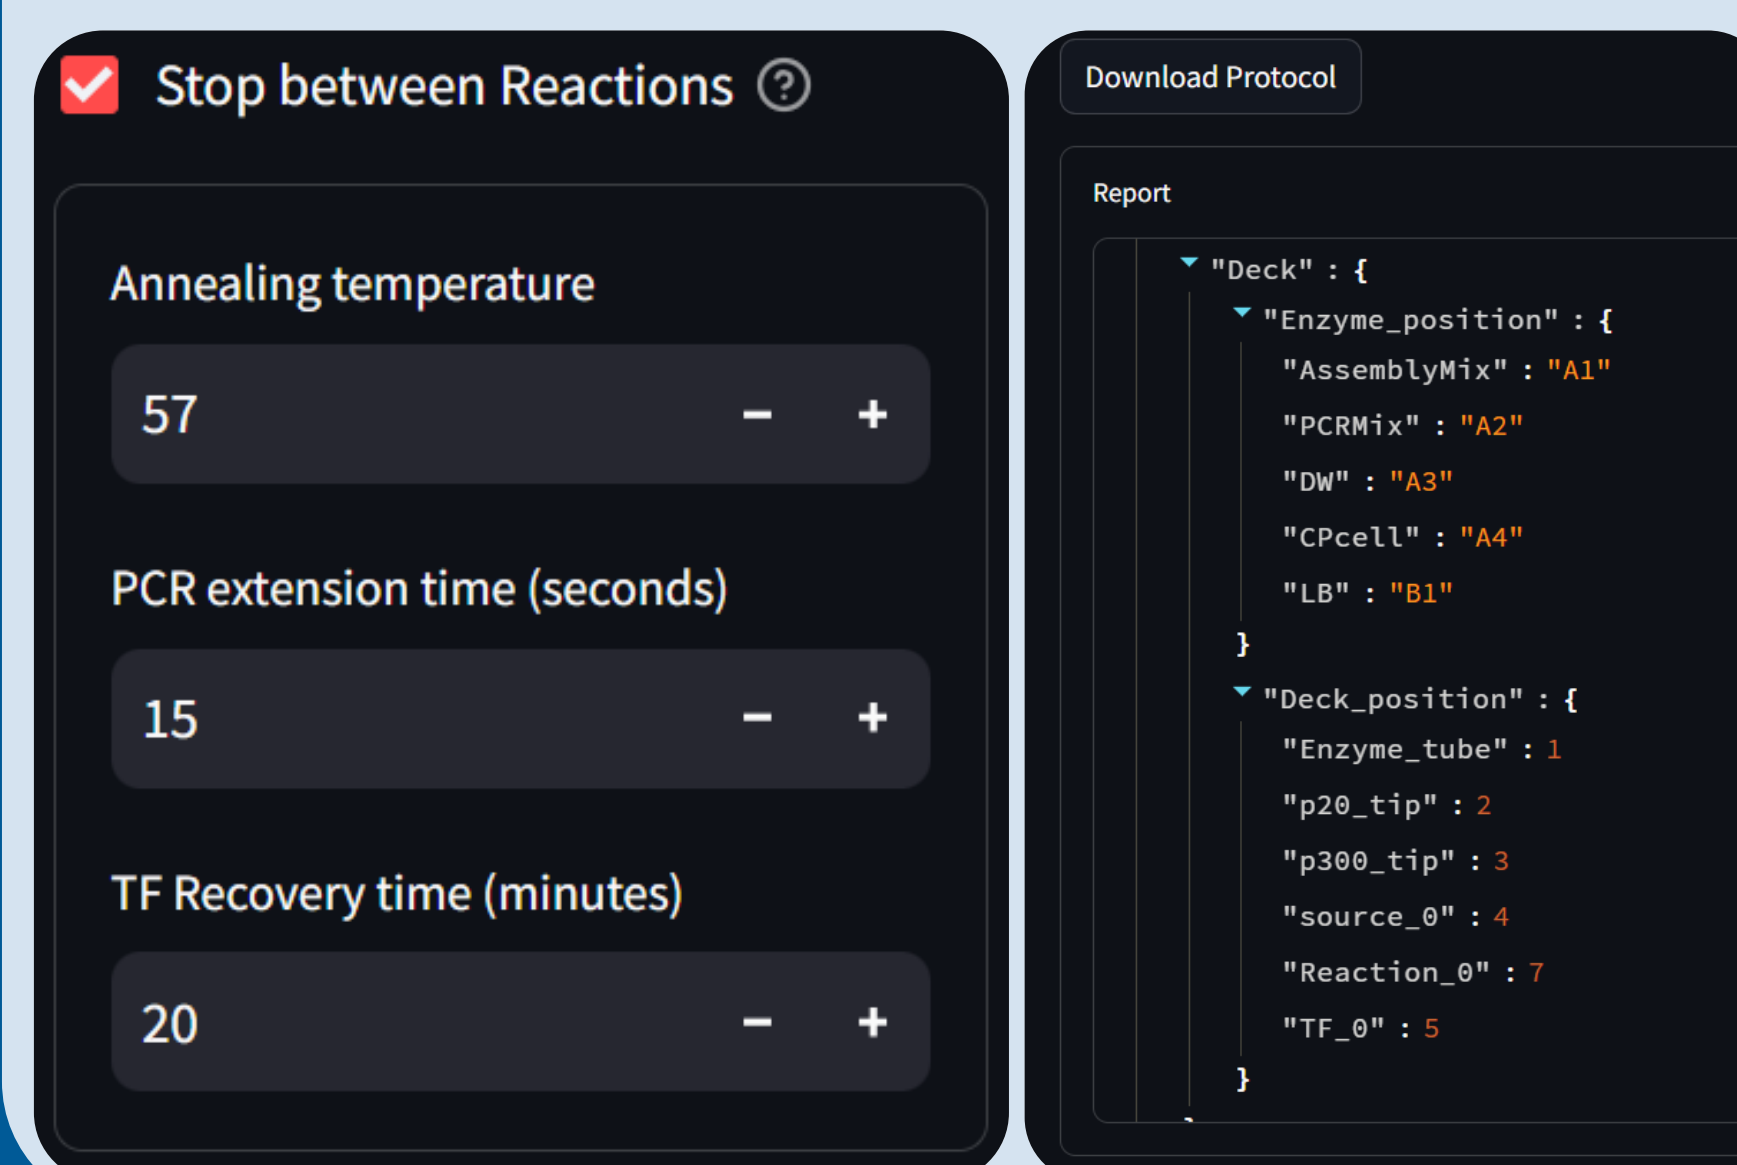 Stop between Reactions ?
Annealing temperature
57 − +
PCR extension time (seconds)
15 − +
TF Recovery time (minutes)
20 − +
Download Protocol
Report
"Deck" : {
"Enzyme_position" : {
"AssemblyMix" : "A1"
"PCRMix" : "A2"
"DW" : "A3"
"CPcell" : "A4"
"LB" : "B1"
}
"Deck_position" : {
"Enzyme_tube" : 1
"p20_tip" : 2
"p300_tip" : 3
"source_0" : 4
"Reaction_0" : 7
"TF_0" : 5
}